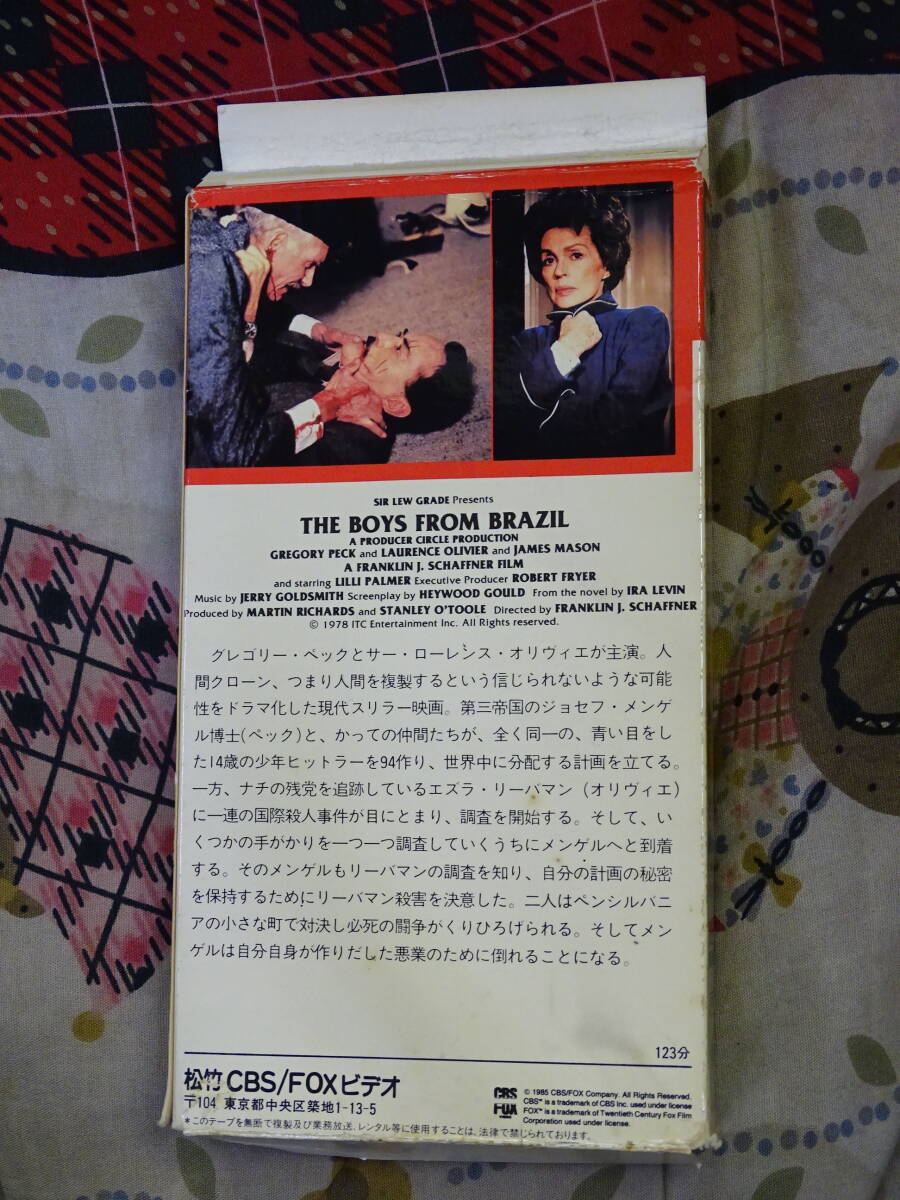 SIR LEW GRADE Presents
THE BOYS FROM BRAZIL
A PRODUCER CIRCLE PRODUCTION
GREGORY PECK and LAURENCE OLIVIER and JAMES MASON
A FRANKLIN J. SCHAFFNER FILM
and starring LILLI PALMER Executive Producer ROBERT FRYER
Music by JERRY GOLDSMITH Screenplay by HEYWOOD GOULD From the novel by IRA LEVIN
Produced by MARTIN RICHARDS and STANLEY O'TOOLE Directed by FRANKLIN J. SCHAFFNER
© 1978 ITC Entertainment Inc. All Rights reserved.
グレゴリー・ペックとサー・ローレンス・オリヴィエが主演。人
間クローン、つまり人間を複製するという信じられないような可能
性をドラマ化した現代スリラー映画。第三帝国のジョセフ・メンゲ
ル博士(ペック)と、かっての仲間たちが、全く同一の、青い目をし
た14歳の少年ヒットラーを94作り、世界中に分配する計画を立てる。
一方、ナチの残党を追跡しているエズラ・リーバマン(オリヴィエ)
に一連の国際殺人事件が目にとまり、調査を開始する。そして、い
くつかの手がかりを一つ一つ調査していくうちにメンゲルへと到着
する。そのメンゲルもリーバマンの調査を知り、自分の計画の秘密
を保持するためにリーバマン殺害を決意した。二人はペンシルバニ
アの小さな町で対決し必死の闘争がくりひろげられる。そしてメン
ゲルは自分自身が作りだした悪業のために倒れることになる。
123分
松竹CBS/FOXビデオ
〒104 東京都中央区築地1-13-5
*このテープを無断で複製及び業務放送、レンタル等に使用することは、法律で禁じられております。
CBS
FOX
© 1985 CBS/FOX Company. All Rights Reserved.
CBS™ is a trademark of CBS Inc. used under license
FOX™ is a trademark of Twentieth Century Fox Film
Corporation used under license.